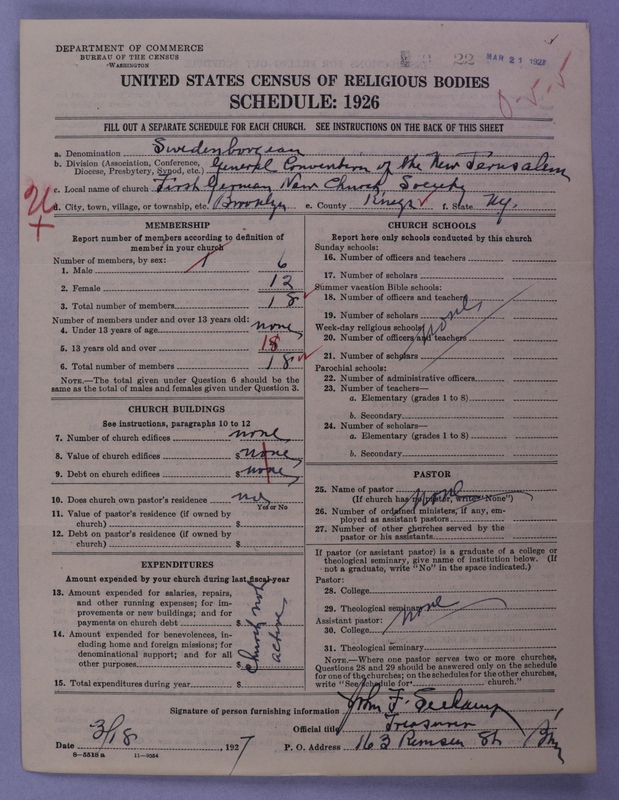 DEPARTMENT OF COMMERCE
BUREAU OF THE CENSUS
WASHINGTON
22 MAR 21 1927
UNITED STATES CENSUS OF RELIGIOUS BODIES
SCHEDULE: 1926
0-5-5
FILL OUT A SEPARATE SCHEDULE FOR EACH CHURCH. SEE INSTRUCTIONS ON THE BACK OF THIS SHEET
a. Denomination Swedenborgean
b. Division (Association, Conference, Diocese, Presbytery, Synod, etc.) General Convention of the New Jerusalem
c. Local name of church First German New Church Society
d. City, town, village, or township, etc. Brooklyn e. County Kings f. State Ny.
MEMBERSHIP
Report number of members according to definition of
member in your church
Number of members, by sex:
1. Male 6
2. Female 12
3. Total number of members 18
Number of members under and over 13 years old:
4. Under 13 years of age none
5. 13 years old and over 18
6. Total number of members 18
NOTE.—The total given under Question 6 should be
same as the total of males and females given under Question 3.
CHURCH BUILDINGS
See instructions, paragraphs 10 to 12
7. Number of church edifices none
8. Value of church edifices $ none
9. Debt on church edifices $ none
10. Does church own pastor's residence no
Yes or No
11. Value of pastor's residence (if owned by
church) $
12. Debt on pastor's residence (if owned by
church) $
EXPENDITURES
Amount expended by your church during last fiscal year
13. Amount expended for salaries, repairs,
and other running expenses; for im-
provements or new buildings; and for
payments on church debt $
14. Amount expended for benevolences, in-
cluding home and foreign missions; for
denominational support; and for all
other purposes $
Church not
active
15. Total expenditures during year $
CHURCH SCHOOLS
Report here only schools conducted by this church
Sunday schools:
16. Number of officers and teachers
17. Number of scholars
Summer vacation Bible schools:
18. Number of officers and teachers
19. Number of scholars
none
Week-day religious schools:
20. Number of officers and teachers
21. Number of scholars
Parochial schools:
22. Number of administrative officers
23. Number of teachers—
a. Elementary (grades 1 to 8)
b. Secondary
24. Number of scholars—
a. Elementary (grades 1 to 8)
b. Secondary
PASTOR
25. Name of pastor none
(If church has no pastor, write "None")
26. Number of ordained ministers, if any, em-
ployed as assistant pastors
27. Number of other churches served by the
pastor or his assistants
If pastor (or assistant pastor) is a graduate of a college or
theological seminary, give name of institution below. (If
not a graduate, write "No" in the space indicated.)
Pastor:
28. College
29. Theological seminary none
Assistant pastor:
30. College
31. Theological seminary
NOTE.—Where one pastor serves two or more churches,
Questions 28 and 29 should be answered only on the schedule
for one of the churches; on the schedules for the other churches,
write "See schedule for church."
Signature of person furnishing information John F. Seekamp
Official title Treasurer
Date 3/18, 1927 P. O. Address 163 Remsen St
8—5518 a 11—9354